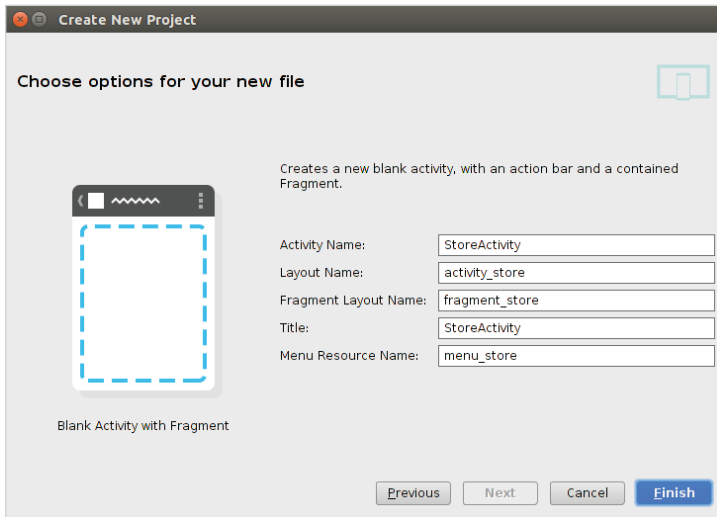 Create New Project
Choose options for your new file
Creates a new blank activity, with an action bar and a contained
Fragment.
Activity Name: StoreActivity
Layout Name: activity_store
Fragment Layout Name: fragment_store
Title: StoreActivity
Menu Resource Name: menu_store
Blank Activity with Fragment
Previous Next Cancel Finish